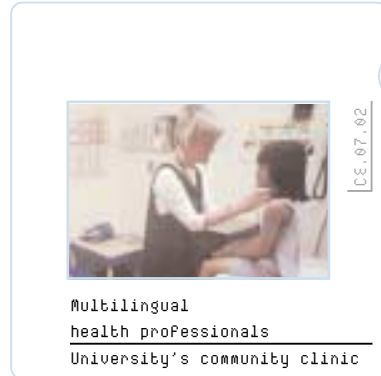 CE.07.02
Multilingual
health professionals
University's community clinic